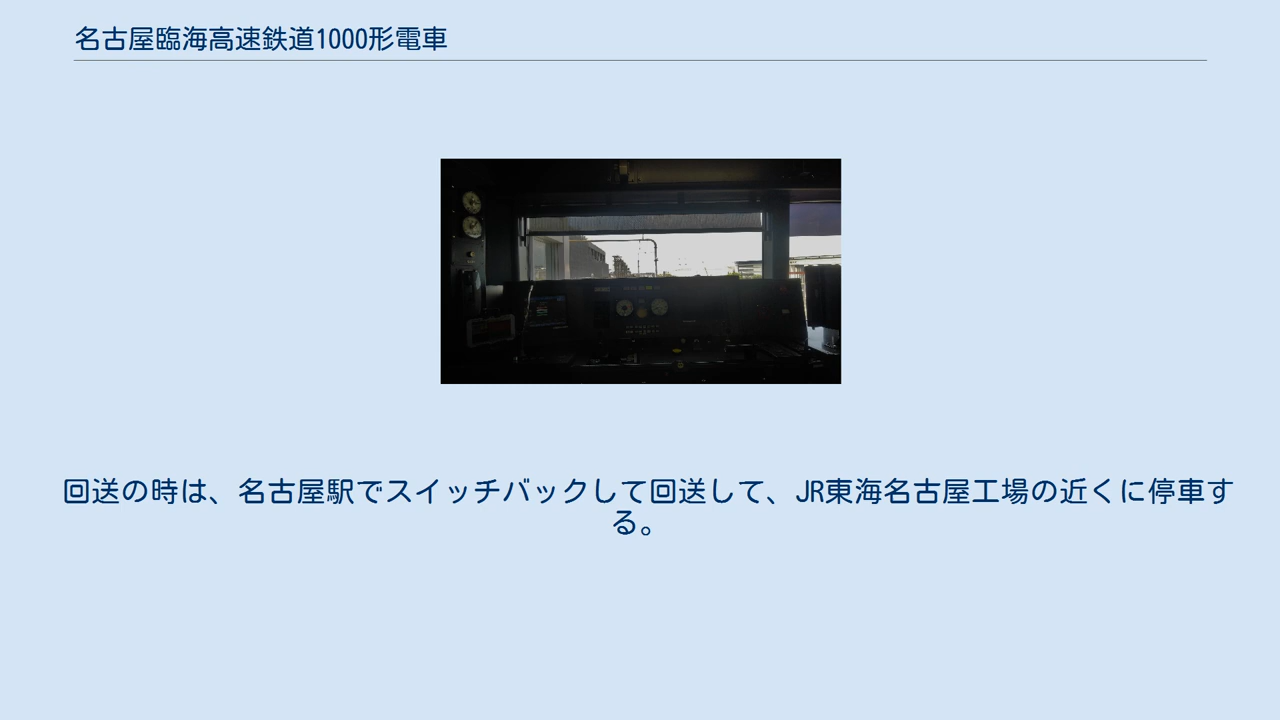 名古屋臨海高速鉄道1000形電車
回送の時は、名古屋駅でスイッチバックして回送して、JR東海名古屋工場の近くに停車す
る。